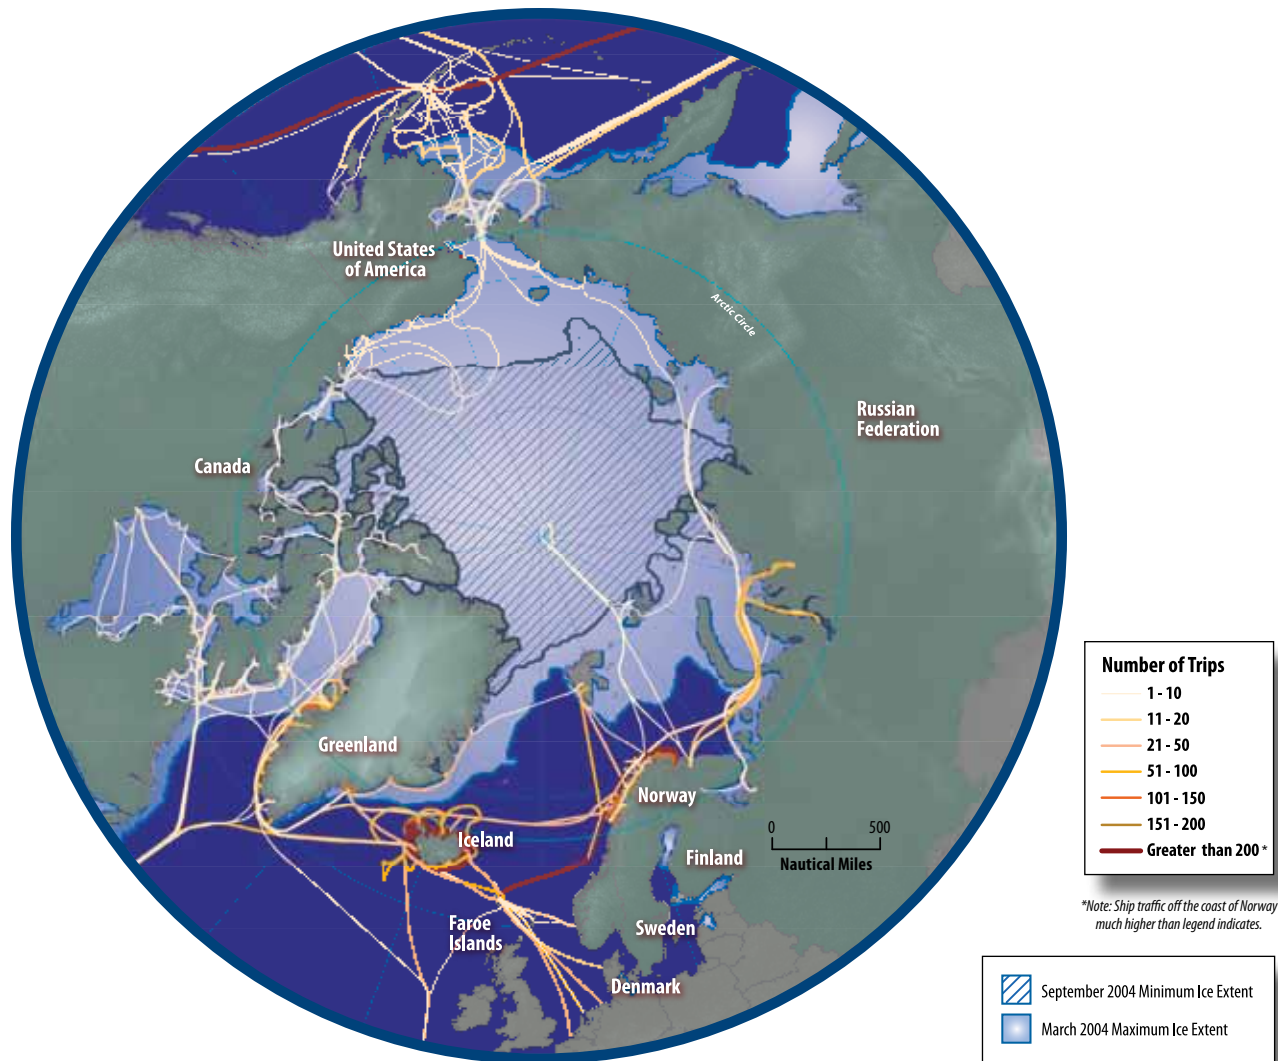 United States
of America
Arctic Circle
Russian
Federation
Canada
Greenland
Norway
Iceland
0 500
Nautical Miles
Finland
Faroe
Islands
Sweden
Denmark
Number of Trips
1 - 10
11 - 20
21 - 50
51 - 100
101 - 150
151 - 200
Greater than 200 *
*Note: Ship traffic off the coast of Norway
much higher than legend indicates.
September 2004 Minimum Ice Extent
March 2004 Maximum Ice Extent